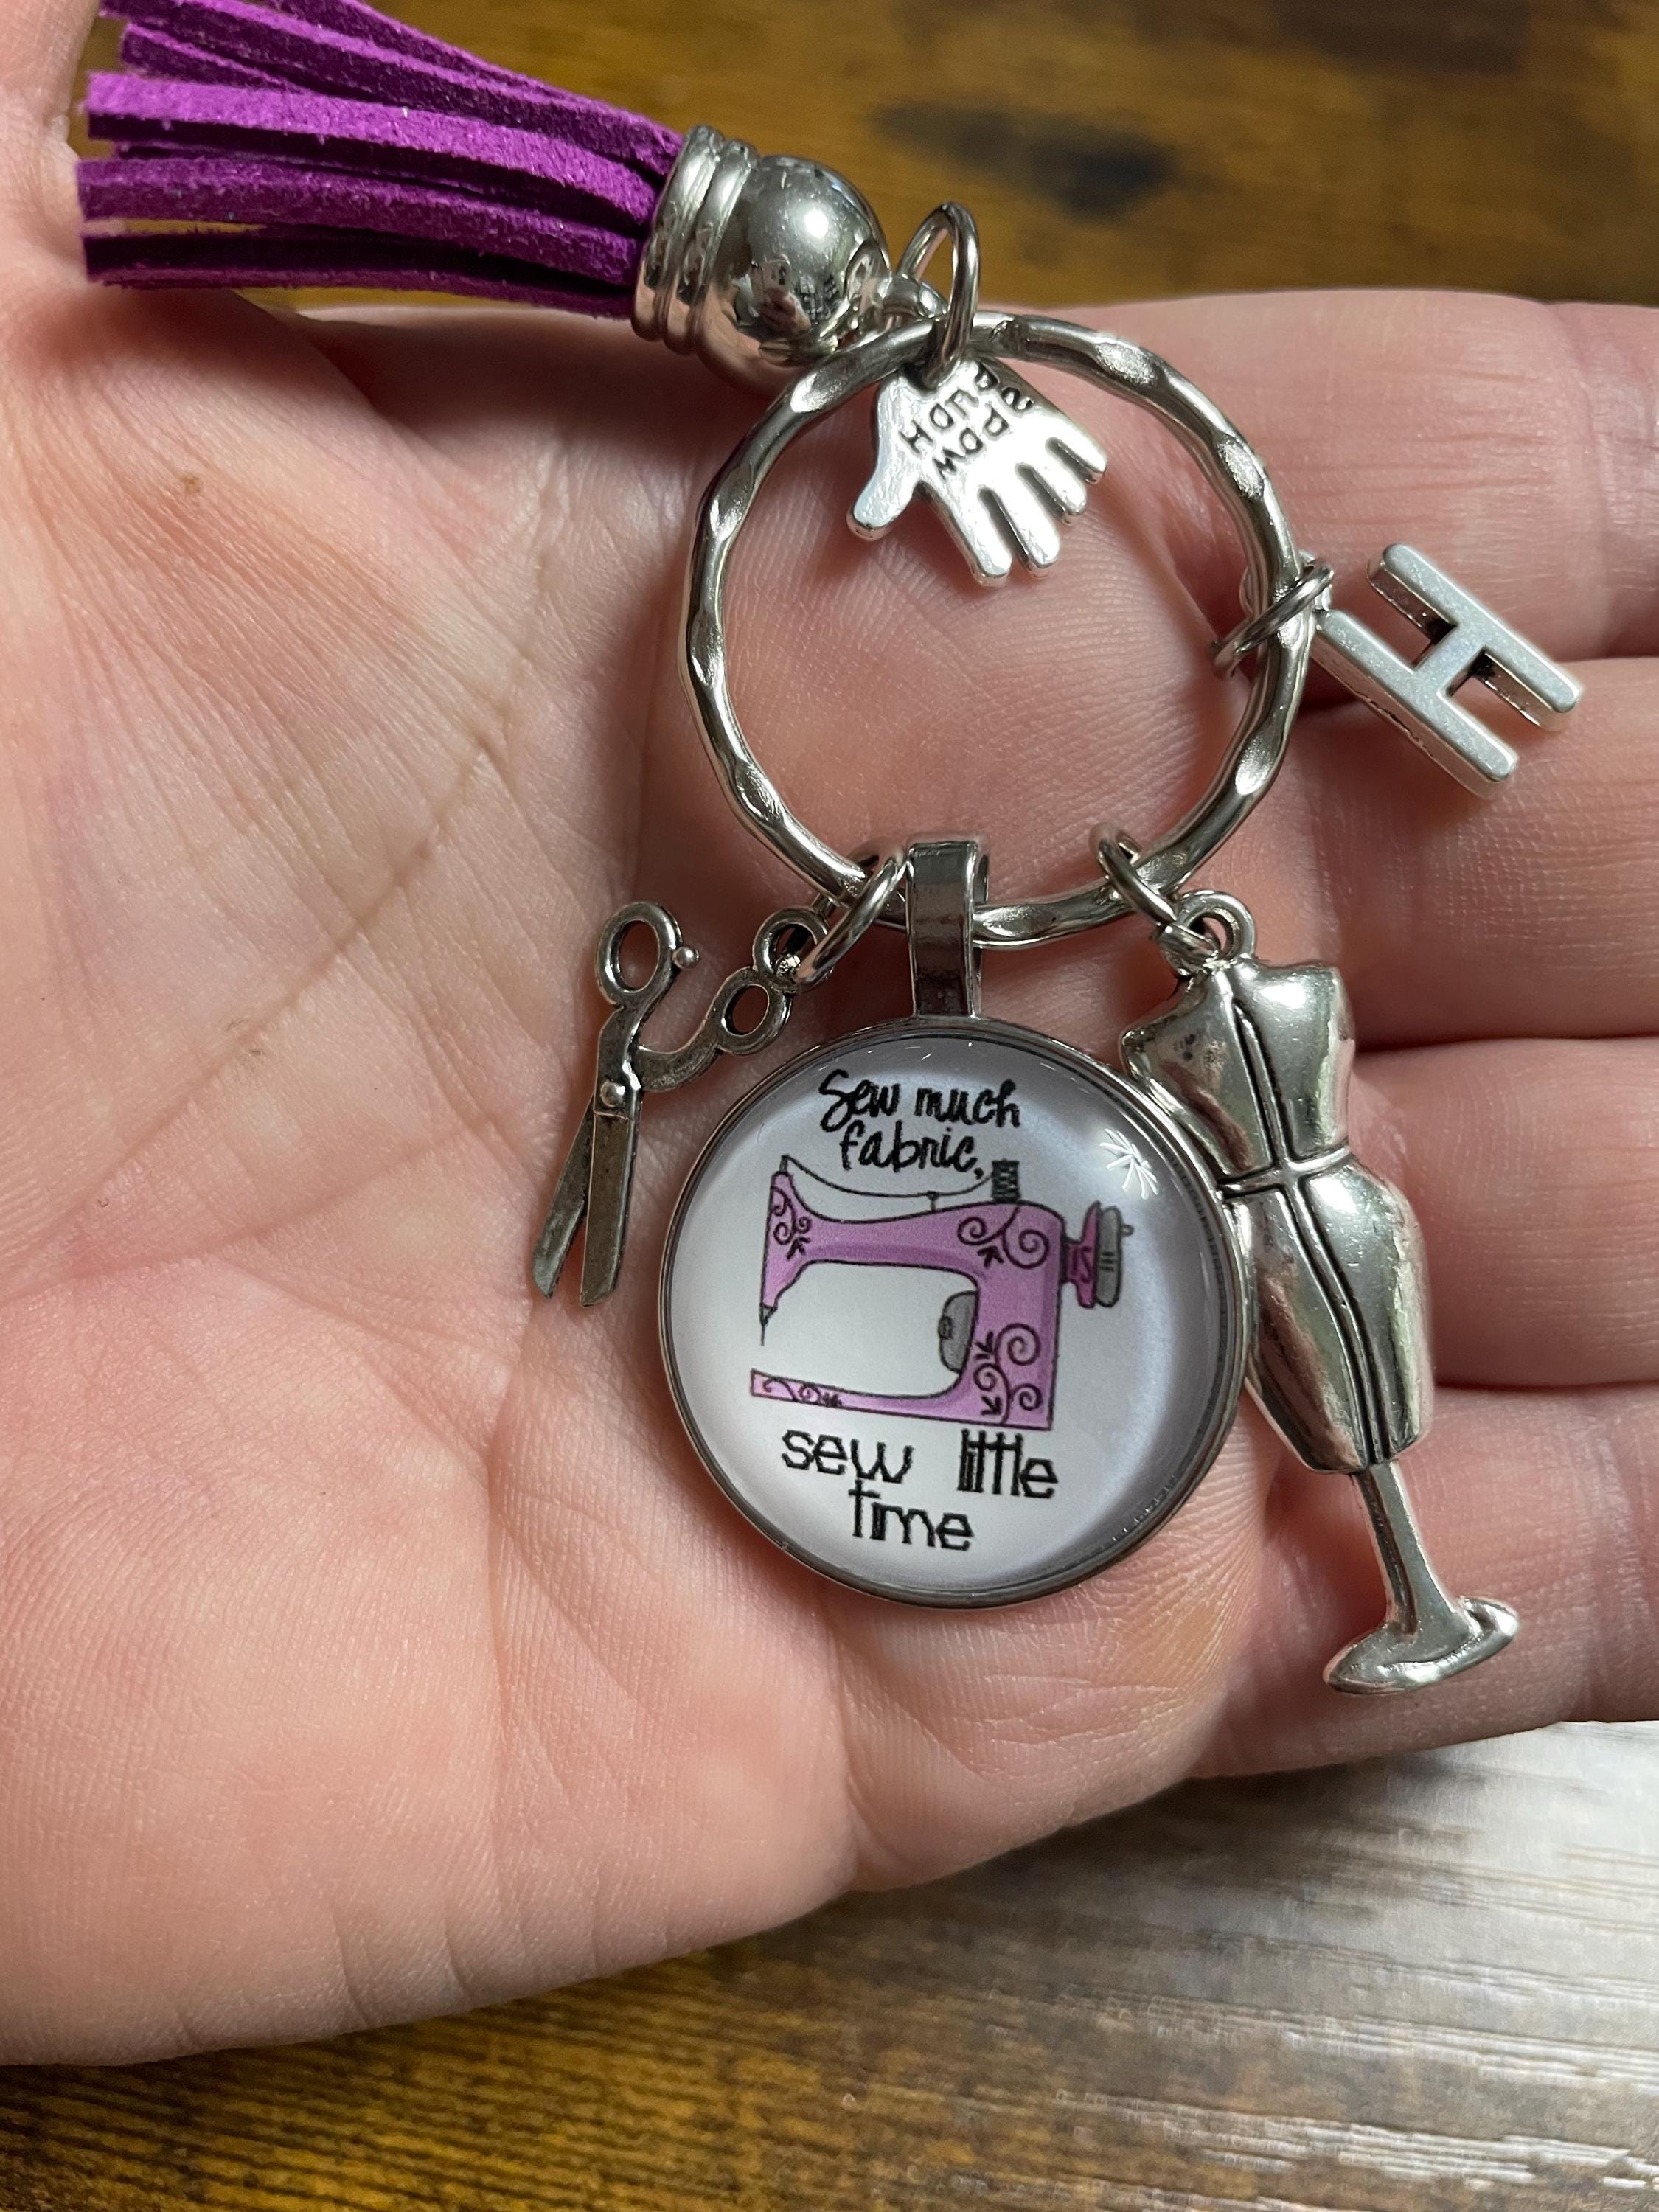 Hand
made
H
Sew much
fabric,
sew little
time